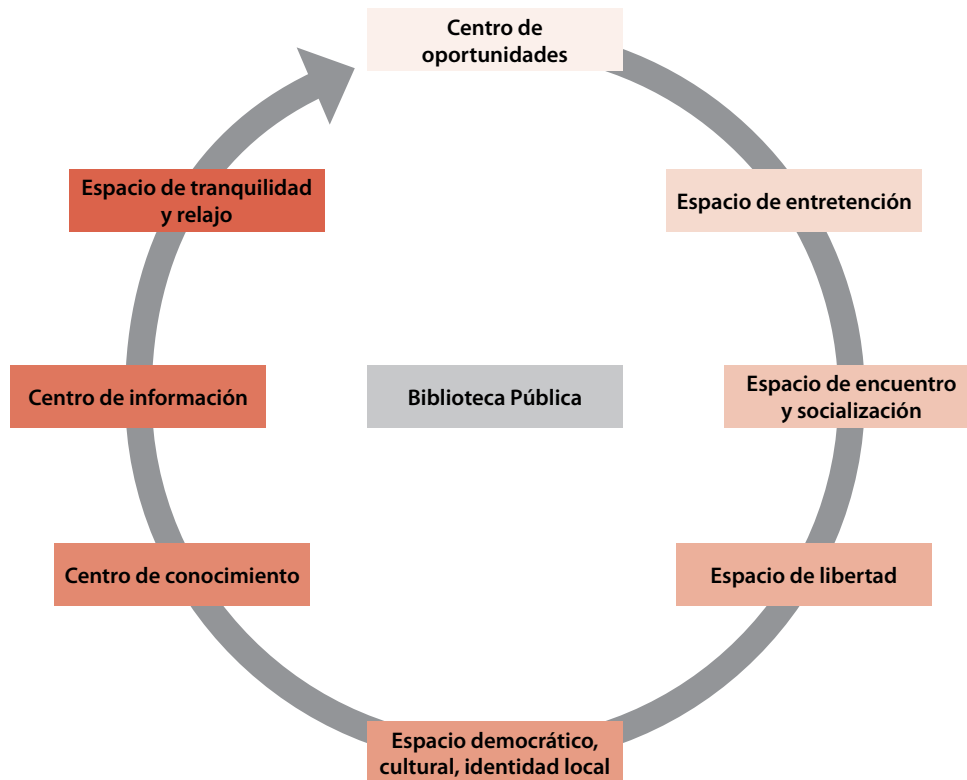 Centro de
oportunidades
Espacio de entretención
Espacio de encuentro
y socialización
Espacio de libertad
Espacio democrático,
cultural, identidad local
Centro de conocimiento
Centro de información
Espacio de tranquilidad
y relajo
Biblioteca Pública